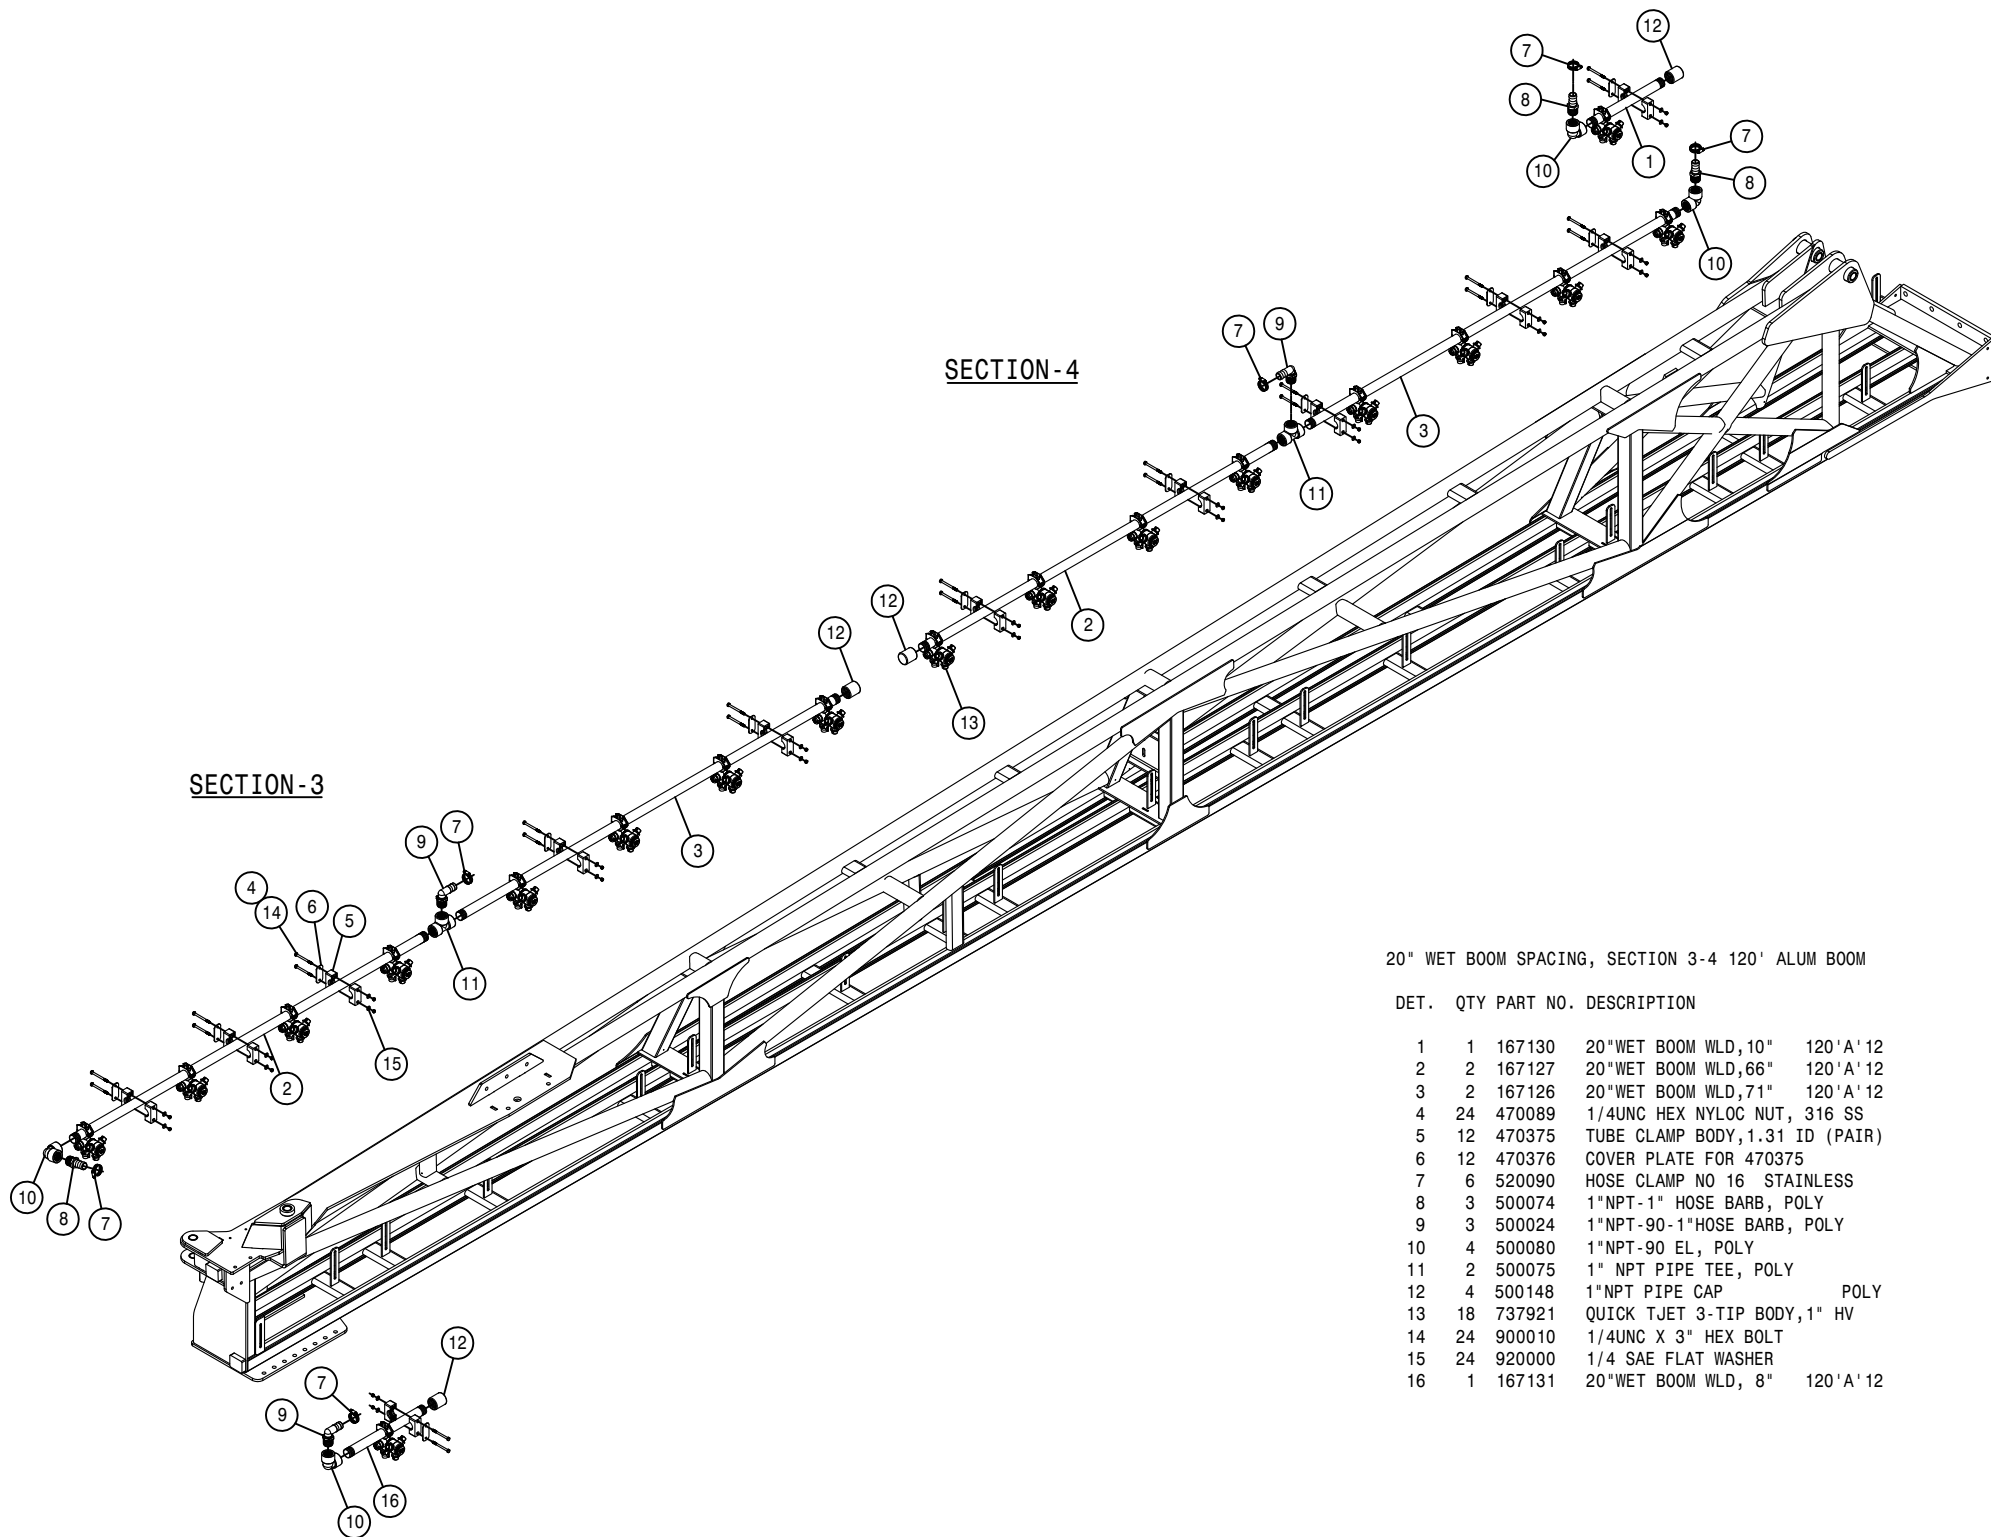 12
7
8
10
1
7
8
10
9
7
SECTION-4
3
11
2
12
12
13
SECTION-3
3
9
7
4
14
6
5
11
15
2
10
8
7
12
7
9
16
10
20" WET BOOM SPACING, SECTION 3-4 120' ALUM BOOM
DET. QTY PART NO. DESCRIPTION
1 1 167130 20"WET BOOM WLD,10" 120'A'12
2 2 167127 20"WET BOOM WLD,66" 120'A'12
3 2 167126 20"WET BOOM WLD,71" 120'A'12
4 24 470089 1/4UNC HEX NYLOC NUT, 316 SS
5 12 470375 TUBE CLAMP BODY,1.31 ID (PAIR)
6 12 470376 COVER PLATE FOR 470375
7 6 520090 HOSE CLAMP NO 16 STAINLESS
8 3 500074 1"NPT-1" HOSE BARB, POLY
9 3 500024 1"NPT-90-1"HOSE BARB, POLY
10 4 500080 1"NPT-90 EL, POLY
11 2 500075 1" NPT PIPE TEE, POLY
12 4 500148 1"NPT PIPE CAP POLY
13 18 737921 QUICK TJET 3-TIP BODY,1" HV
14 24 900010 1/4UNC X 3" HEX BOLT
15 24 920000 1/4 SAE FLAT WASHER
16 1 167131 20"WET BOOM WLD, 8" 120'A'12